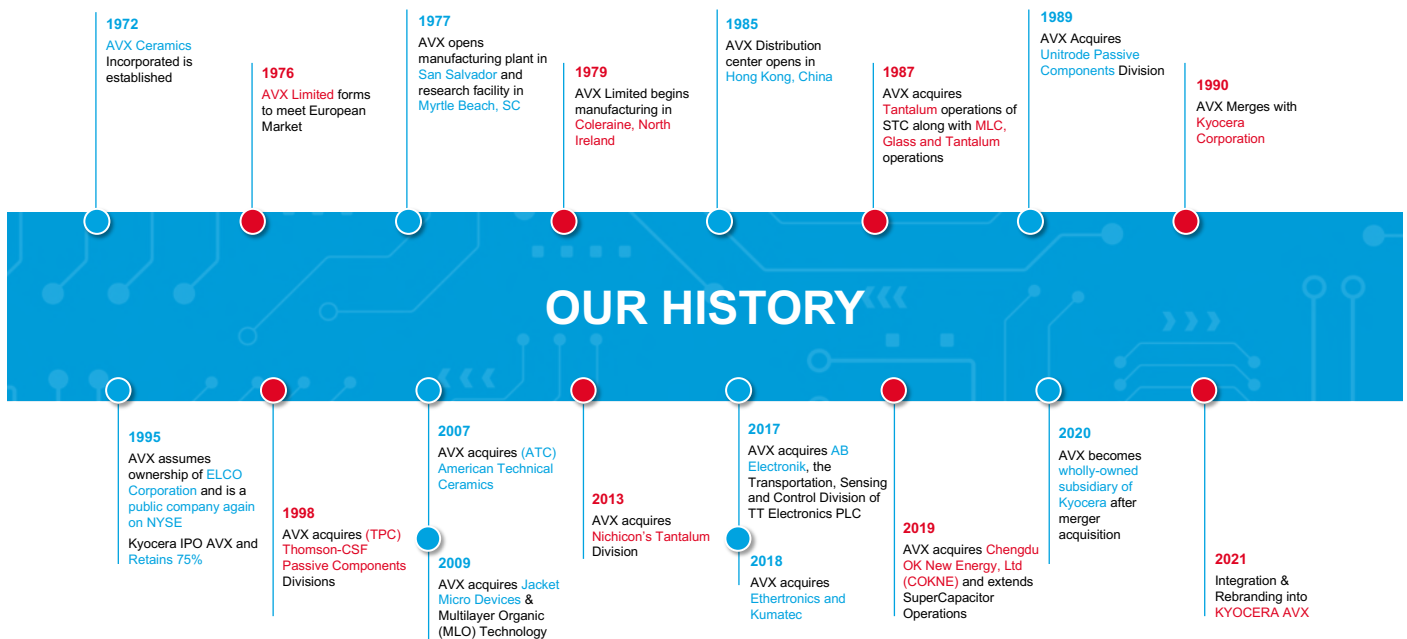 1972
AVX Ceramics
Incorporated is
established
1976
AVX Limited forms
to meet European
Market
1977
AVX opens
manufacturing plant in
San Salvador and
research facility in
Myrtle Beach, SC
1979
AVX Limited begins
manufacturing in
Coleraine, North
Ireland
1985
AVX Distribution
center opens in
Hong Kong, China
1987
AVX acquires
Tantalum operations of
STC along with MLC,
Glass and Tantalum
operations
1989
AVX Acquires
Unitrode Passive
Components Division
1990
AVX Merges with
Kyocera
Corporation
OUR HISTORY
1995
AVX assumes
ownership of ELCO
Corporation and is a
public company again
on NYSE
Kyocera IPO AVX and
Retains 75%
1998
AVX acquires (TPC)
Thomson-CSF
Passive Components
Divisions
2007
AVX acquires (ATC)
American Technical
Ceramics
2009
AVX acquires Jacket
Micro Devices &
Multilayer Organic
(MLO) Technology
2013
AVX acquires
Nichicon's Tantalum
Division
2017
AVX acquires AB
Electronik, the
Transportation, Sensing
and Control Division of
TT Electronics PLC
2018
AVX acquires
Ethertronics and
Kumatec
2019
AVX acquires Chengdu
OK New Energy, Ltd
(COKNE) and extends
SuperCapacitor
Operations
2020
AVX becomes
wholly-owned
subsidiary of
Kyocera after
merger
acquisition
2021
Integration &
Rebranding into
KYOCERA AVX